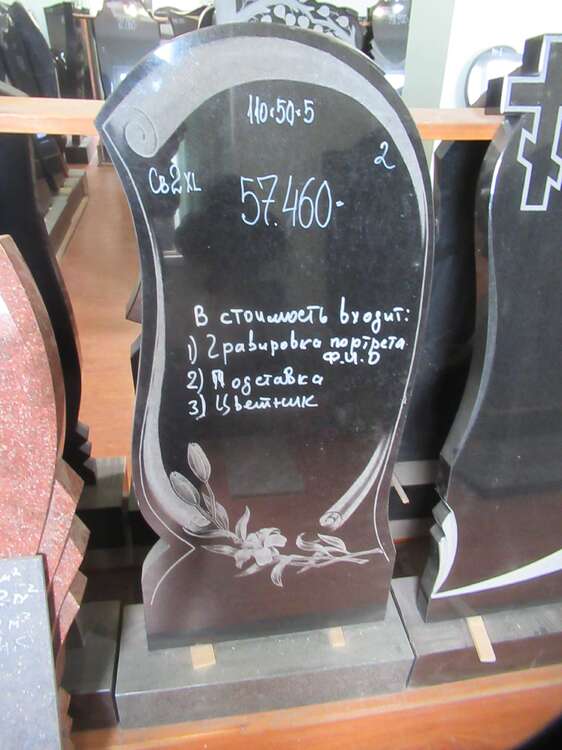 110×50×5
Св2XL
2
57.460-
В стоимость входит:
1) Гравировка портрета
Ф.И.О
2) Подставка
3) Цветник